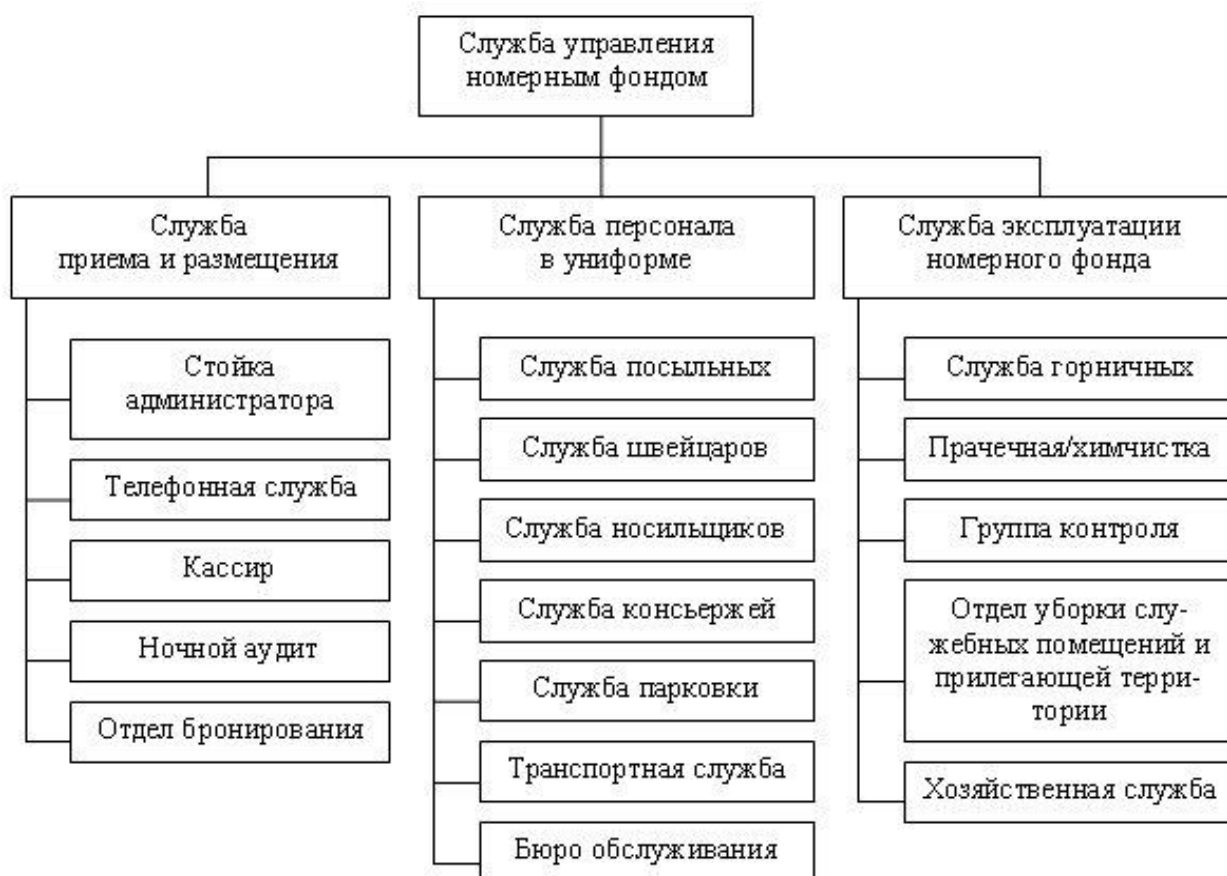 Служба управления
номерным фондом
Служба
приема и размещения
Стойка
администратора
Телефонная служба
Кассир
Ночной аудит
Отдел бронирования
Служба персонала
в униформе
Служба посыльных
Служба швейцаров
Служба носильщиков
Служба консьержей
Служба парковки
Транспортная служба
Бюро обслуживания
Служба эксплуатации
номерного фонда
Служба горничных
Прачечная/химчистка
Группа контроля
Отдел уборки слу-
жебных помещений и
прилегающей терри-
тории
Хозяйственная служба